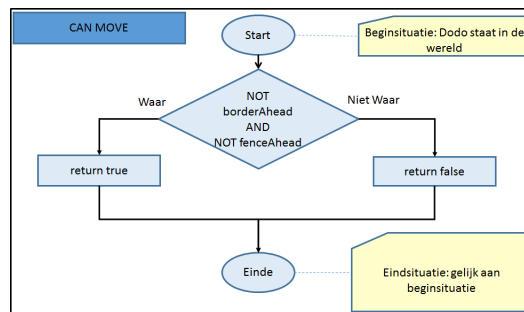 CAN MOVE
Start
Beginsituatie: Dodo staat in de
wereld
Waar
NOT
borderAhead
AND
NOT fenceAhead
Niet Waar
return true
return false
Einde
Eindsituatie: gelijk aan
beginsituatie